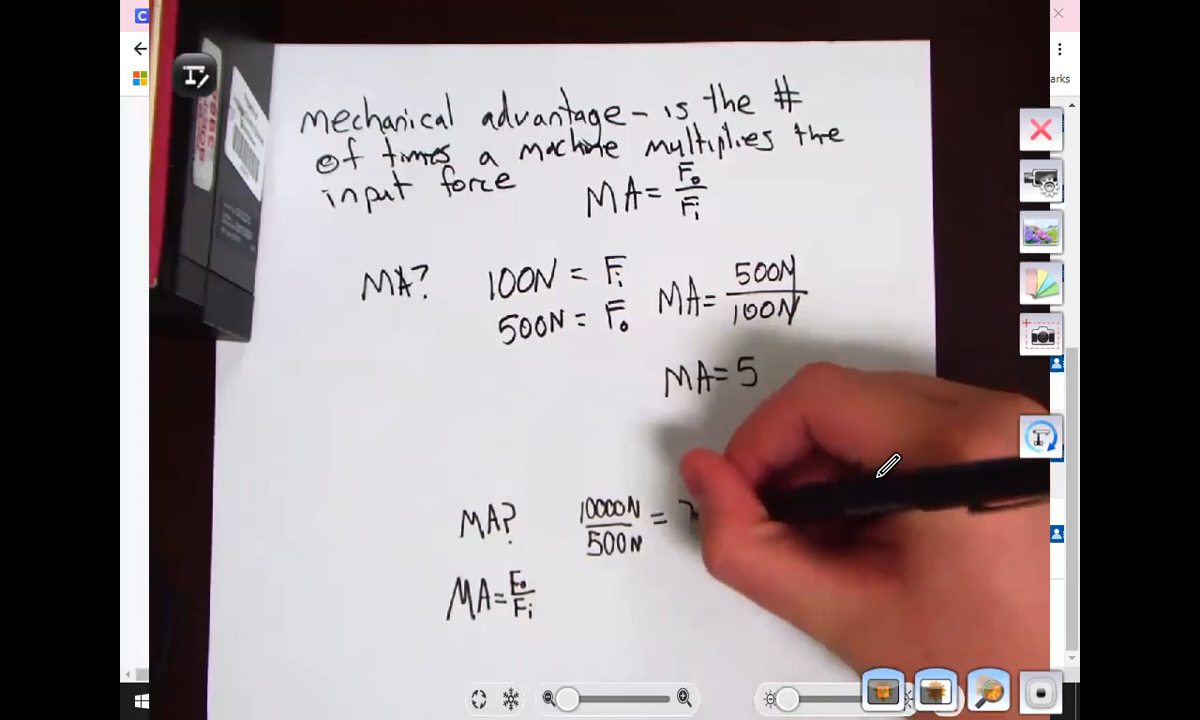 mechanical advantage - is the #
of times a machine multiplies the
input force
MA = Fo/Fi
MA?
100N = Fi
500N = Fo
MA = 500N/100N
MA = 5
MA?
10000N/500N =
MA = Fo/Fi
arks